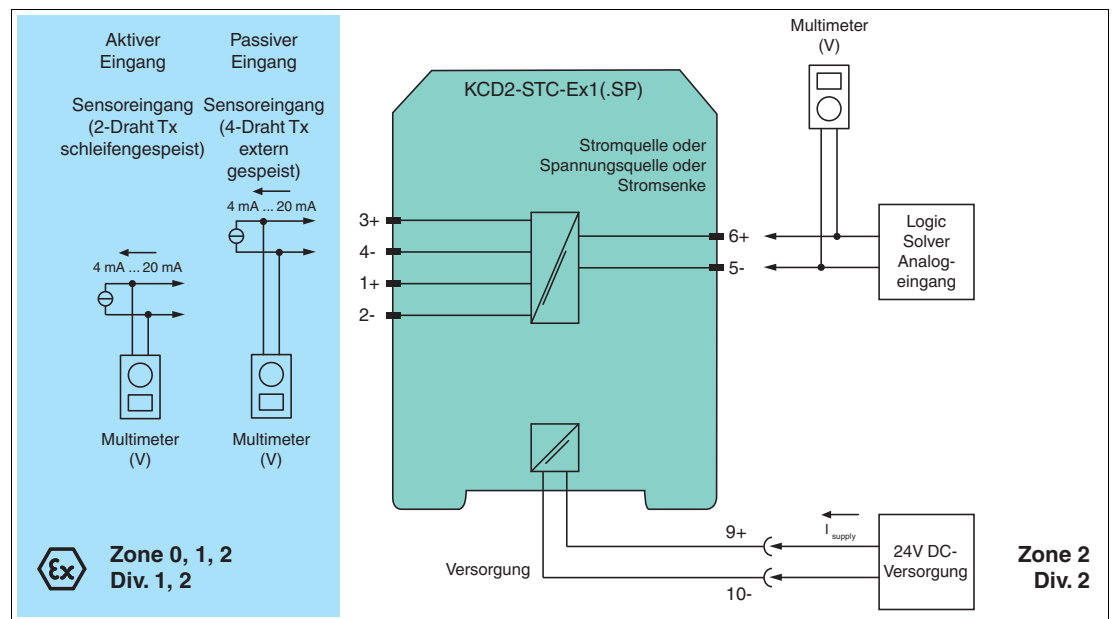 Aktiver
Eingang
Passiver
Eingang
Sensoreingang
(2-Draht Tx
schleifengespeist)
Sensoreingang
(4-Draht Tx
extern
gespeist)
4 mA ... 20 mA
4 mA ... 20 mA
Multimeter
(V)
Multimeter
(V)
Ex
Zone 0, 1, 2
Div. 1, 2
KCD2-STC-Ex1(.SP)
Stromquelle oder
Spannungsquelle oder
Stromsenke
3+
4-
1+
2-
6+
5-
Multimeter
(V)
Logic
Solver
Analog-
eingang
Versorgung
9+
10-
I supply
24V DC-
Versorgung
Zone 2
Div. 2